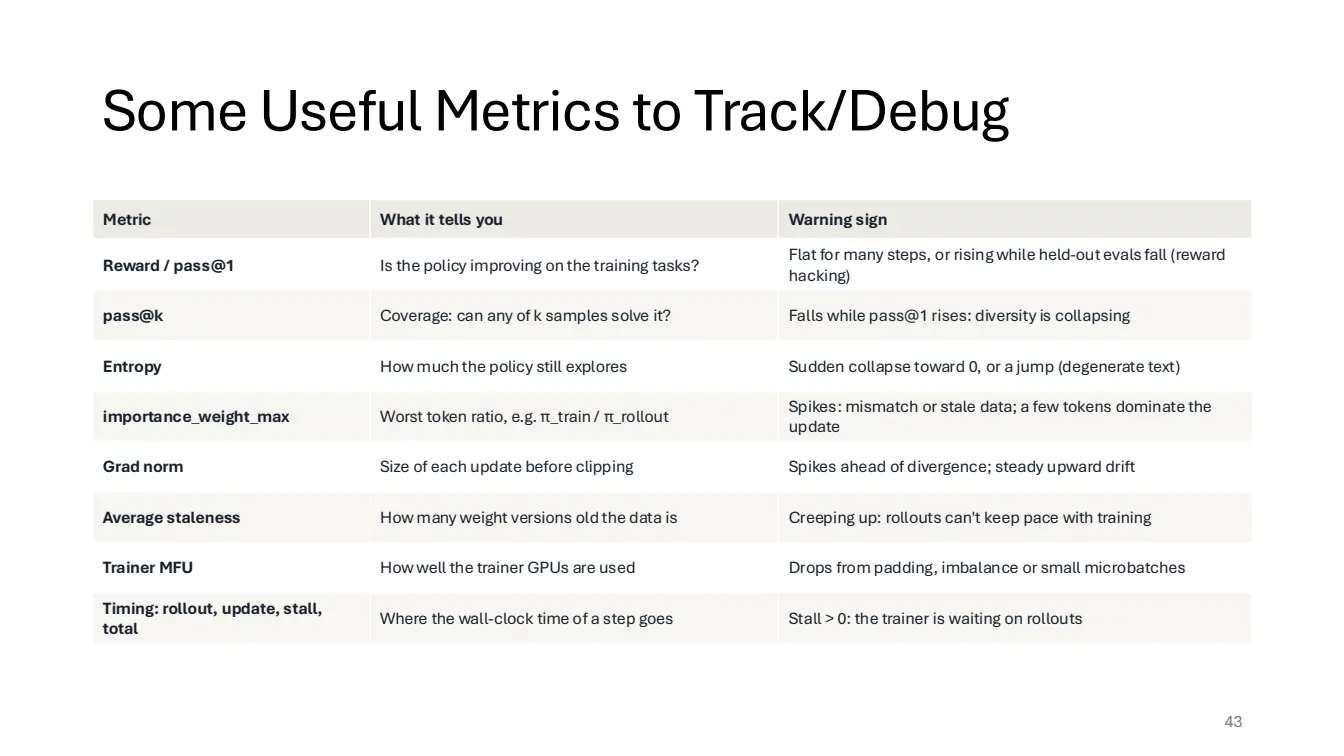 Some Useful Metrics to Track/Debug
Metric What it tells you Warning sign
Reward / pass@1 Is the policy improving on the training tasks? Flat for many steps, or rising while held-out evals fall (reward
hacking)
pass@k Coverage: can any of k samples solve it? Falls while pass@1 rises: diversity is collapsing
Entropy How much the policy still explores Sudden collapse toward 0, or a jump (degenerate text)
importance_weight_max Worst token ratio, e.g. π_train / π_rollout Spikes: mismatch or stale data; a few tokens dominate the
update
Grad norm Size of each update before clipping Spikes ahead of divergence; steady upward drift
Average staleness How many weight versions old the data is Creeping up: rollouts can't keep pace with training
Trainer MFU How well the trainer GPUs are used Drops from padding, imbalance or small microbatches
Timing: rollout, update, stall,
total Where the wall-clock time of a step goes Stall > 0: the trainer is waiting on rollouts
43